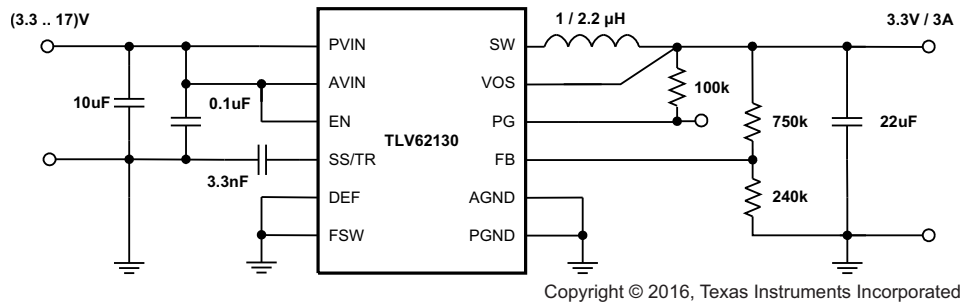 (3.3 .. 17)V
1 / 2.2 µH
3.3V / 3A
PVIN
SW
AVIN
VOS
100k
10uF
0.1uF
EN
TLV62130
PG
750k
22uF
3.3nF
SS/TR
FB
DEF
AGND
240k
FSW
PGND
Copyright © 2016, Texas Instruments Incorporated